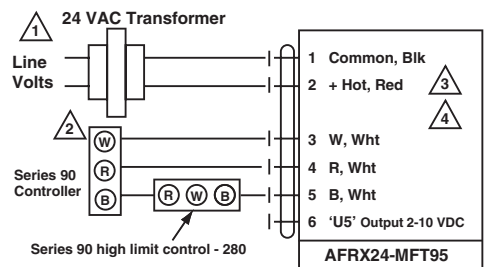 24 VAC Transformer
1
Line
Volts
1 Common, Blk
2 + Hot, Red
3
4
2
W
R
B
Series 90
Controller
R W B
3 W, Wht
4 R, Wht
5 B, Wht
6 'U5' Output 2-10 VDC
Series 90 high limit control - 280
AFRX24-MFT95